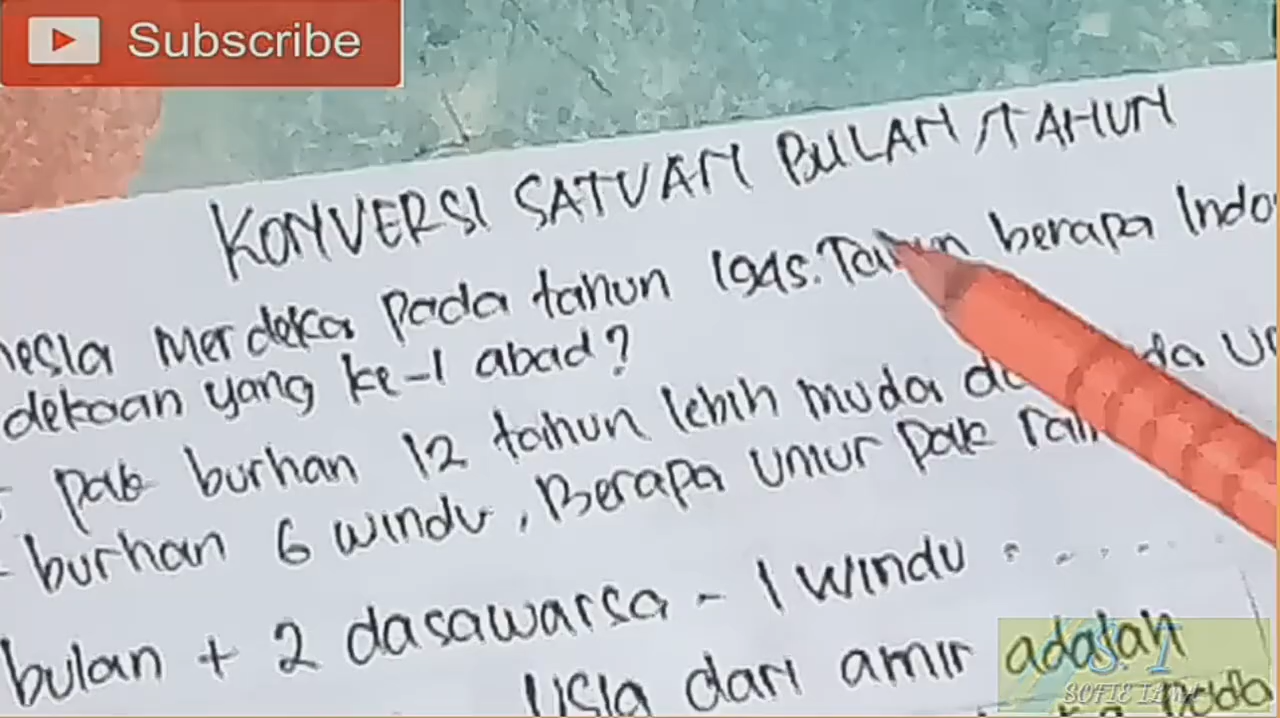 Subscribe
KONVERSI SATUAN BULAN/TAHUN
nesia Merdeka pada tahun 1945. Tahun berapa Indo
dekaan yang ke-1 abad?
pak burhan 12 tahun lebih muda
burhan 6 windu, Berapa umur pak
bulan + 2 dasawarsa - 1 windu = .....
Usia dari amir adalah